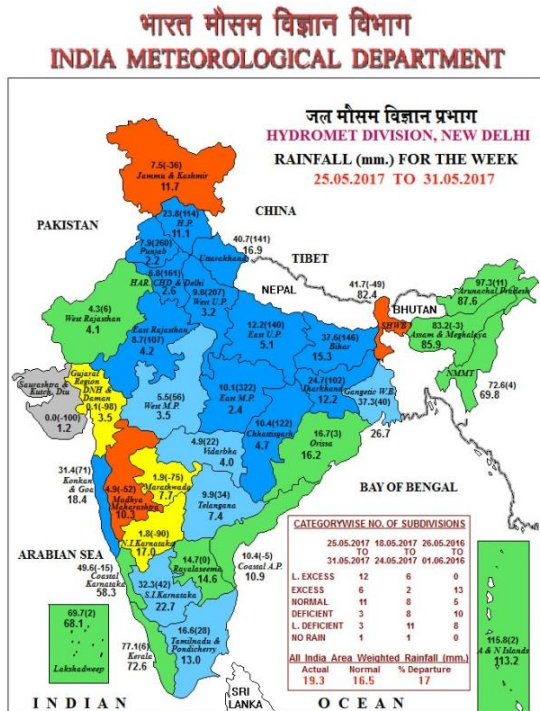 भारत मौसम विज्ञान विभाग
INDIA METEOROLOGICAL DEPARTMENT
जल मौसम विज्ञान प्रभाग
HYDROMET DIVISION, NEW DELHI
RAINFALL (mm.) FOR THE WEEK
25.05.2017 TO 31.05.2017
7.5(-36)
Jammu & Kashmir
11.7
PAKISTAN
CHINA
TIBET
NEPAL
BHUTAN
23.8(114)
H.P.
11.1
7.9(260)
Punjab
2.2
40.7(141)
16.9
Uttarakhand
6.8(161)
HAR. CHD & Delhi
2.6
9.8(207)
West U.P.
3.2
4.3(6)
West Rajasthan
4.1
East Rajasthan
8.7(107)
4.2
12.2(140)
East U.P.
5.1
37.6(146)
Bihar
15.3
41.7(-49)
82.4
SHWB
97.3(11)
Arunachal Pradesh
87.6
83.2(-3)
Assam & Meghalaya
85.9
NMMT
72.6(4)
69.8
Gujarat
Region
DNH &
Daman
0.1(-98)
3.5
Saurashtra &
Kutch, Diu
0.0(-100)
1.2
5.5(56)
West M.P.
3.5
10.1(322)
East M.P.
2.4
24.7(102)
Jharkhand
12.2
Gangetic W.B.
37.3(40)
26.7
10.4(122)
Chhattisgarh
4.7
16.7(3)
Orissa
16.2
4.9(22)
Vidarbha
4.0
31.4(71)
Konkan
& Goa
18.4
4.9(-52)
Madhya
Maharashtra
10.3
1.9(-75)
Marathwada
7.7
9.9(34)
Telangana
7.4
BAY OF BENGAL
ARABIAN SEA
1.8(-90)
N.I.Karnataka
17.0
49.6(-15)
Coastal
Karnataka
58.3
14.7(0)
Rayalaseema
14.6
10.4(-5)
Coastal A.P.
10.9
32.3(42)
S.I.Karnataka
22.7
69.7(2)
68.1
Lakshadweep
77.1(6)
Kerala
72.6
16.6(28)
Tamilnadu &
Pondicherry
13.0
115.8(2)
A & N Islands
113.2
CATEGORYWISE NO. OF SUBDIVISIONS
25.05.2017 18.05.2017 26.05.2016
TO TO TO
31.05.2017 24.05.2017 01.06.2016
L. EXCESS 12 6 0
EXCESS 6 2 13
NORMAL 11 8 5
DEFICIENT 3 8 10
L. DEFICIENT 3 11 8
NO RAIN 1 1 0
All India Area Weighted Rainfall (mm.)
Actual Normal % Departure
19.3 16.5 17
SRI
LANKA
INDIAN OCEAN